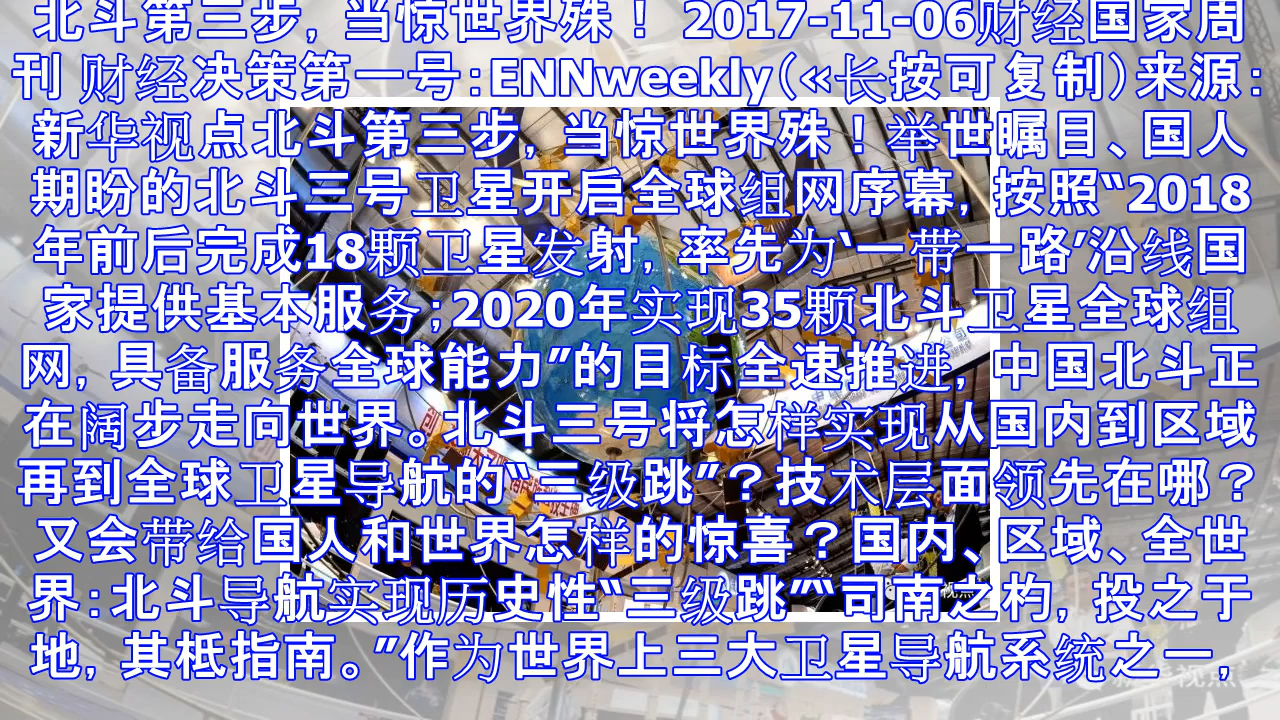 北斗第三步, 当惊世界殊！ 2017-11-06财经国家周
刊 财经决策第一号:ENNweekly(«长按可复制)来源:
新华视点北斗第三步, 当惊世界殊！举世瞩目、国人
期盼的北斗三号卫星开启全球组网序幕, 按照“2018
年前后完成18颗卫星发射, 率先为‘一带一路’沿线国
家提供基本服务;2020年实现35颗北斗卫星全球组
网, 具备服务全球能力”的目标全速推进, 中国北斗正
在阔步走向世界。北斗三号将怎样实现从国内到区域
再到全球卫星导航的“三级跳”？技术层面领先在哪？
又会带给国人和世界怎样的惊喜？国内、区域、全世
界:北斗导航实现历史性“三级跳”“司南之杓, 投之于
地, 其柢指南。”作为世界上三大卫星导航系统之一,